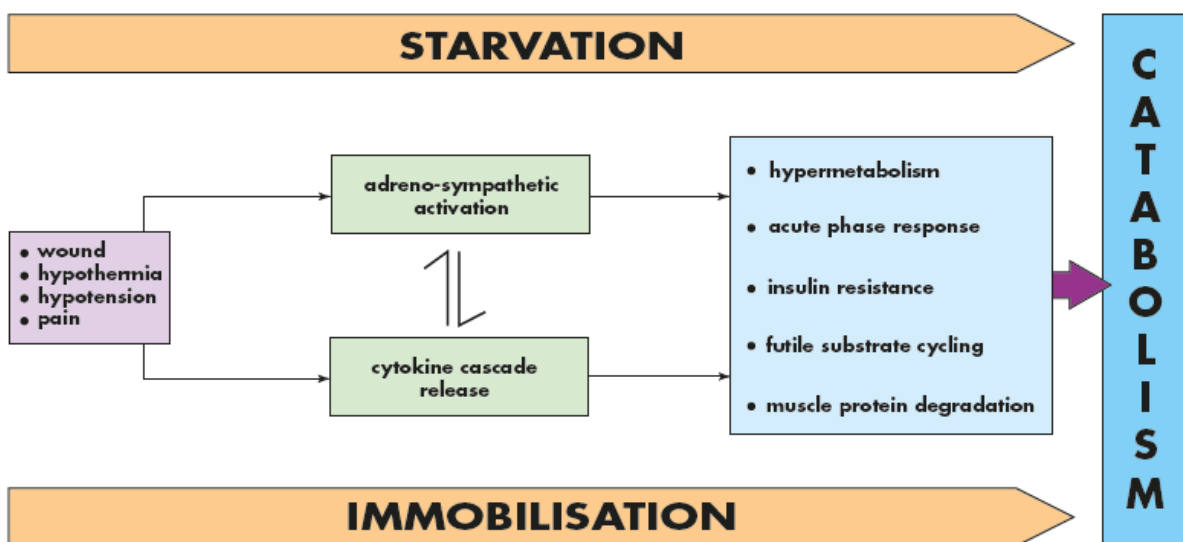 STARVATION
• wound
• hypothermia
• hypotension
• pain
adreno-sympathetic
activation
cytokine cascade
release
• hypermetabolism
• acute phase response
• insulin resistance
• futile substrate cycling
• muscle protein degradation
CATABOLISM
IMMOBILISATION